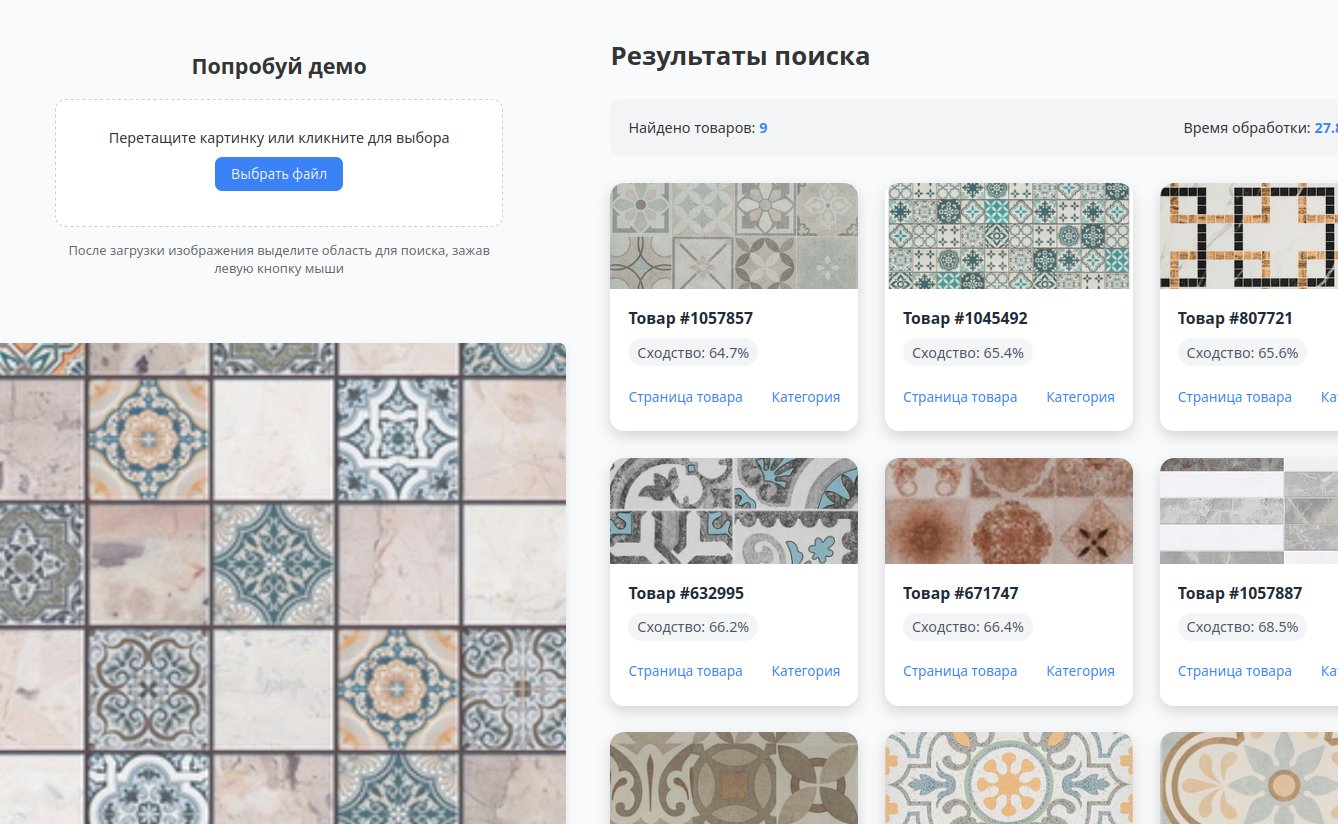 Попробуй демо
Перетащите картинку или кликните для выбора
Выбрать файл
После загрузки изображения выделите область для поиска, зажав
левую кнопку мыши
Результаты поиска
Найдено товаров: 9
Время обработки: 27.8
Товар #1057857
Сходство: 64.7%
Страница товара Категория
Товар #1045492
Сходство: 65.4%
Страница товара Категория
Товар #807721
Сходство: 65.6%
Страница товара
Товар #632995
Сходство: 66.2%
Страница товара Категория
Товар #671747
Сходство: 66.4%
Страница товара Категория
Товар #1057887
Сходство: 68.5%
Страница товара